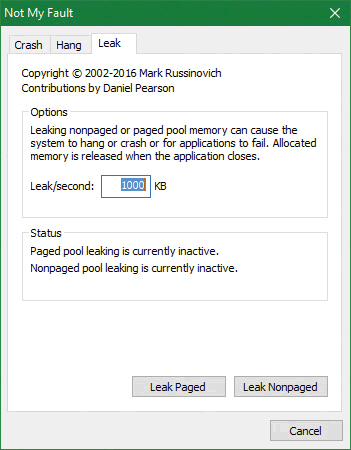 Not My Fault
Crash Hang Leak
Copyright © 2002-2016 Mark Russinovich
Contributions by Daniel Pearson
Options
Leaking nonpaged or paged pool memory can cause the
system to hang or crash or for applications to fail. Allocated
memory is released when the application closes.
Leak/second: 1000 KB
Status
Paged pool leaking is currently inactive.
Nonpaged pool leaking is currently inactive.
Leak Paged Leak Nonpaged
Cancel